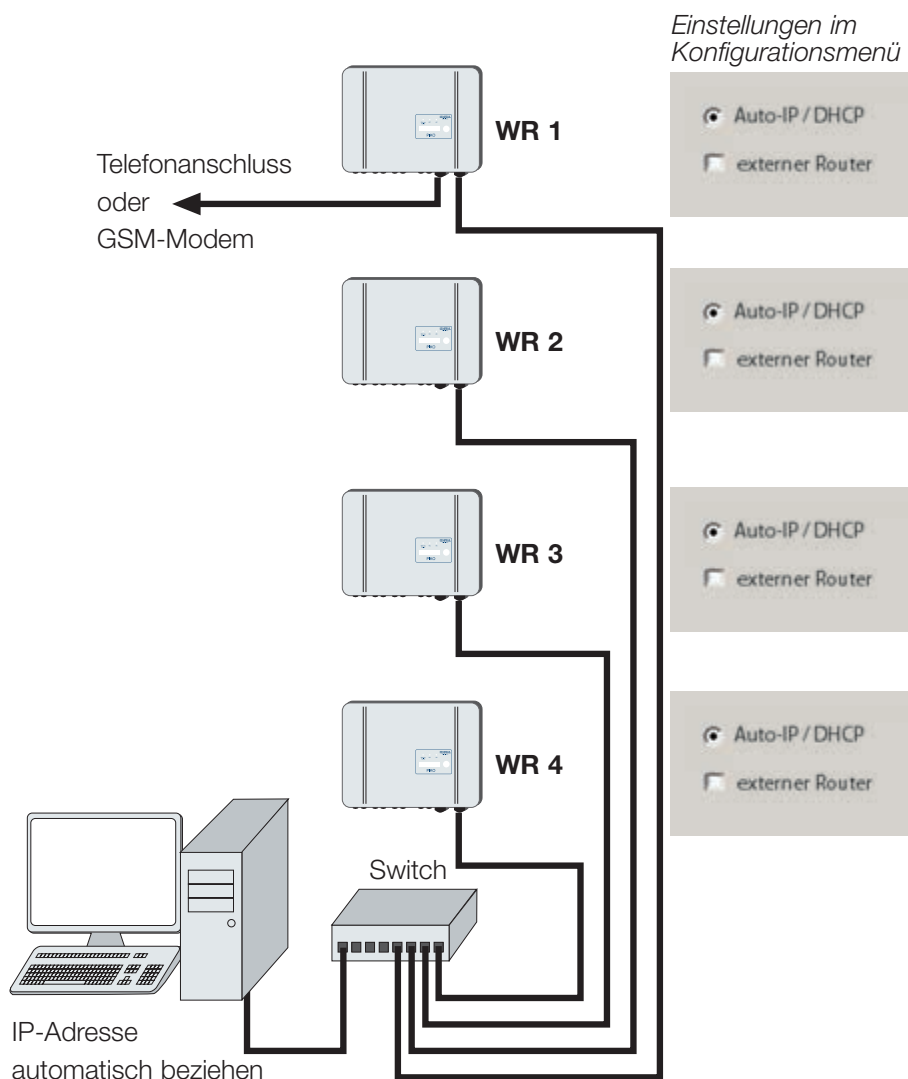 Einstellungen im
Konfigurationsmenü
Auto-IP / DHCP
externer Router
WR 1
Telefonanschluss
oder
GSM-Modem
Auto-IP / DHCP
externer Router
WR 2
Auto-IP / DHCP
externer Router
WR 3
Auto-IP / DHCP
externer Router
WR 4
Switch
IP-Adresse
automatisch beziehen